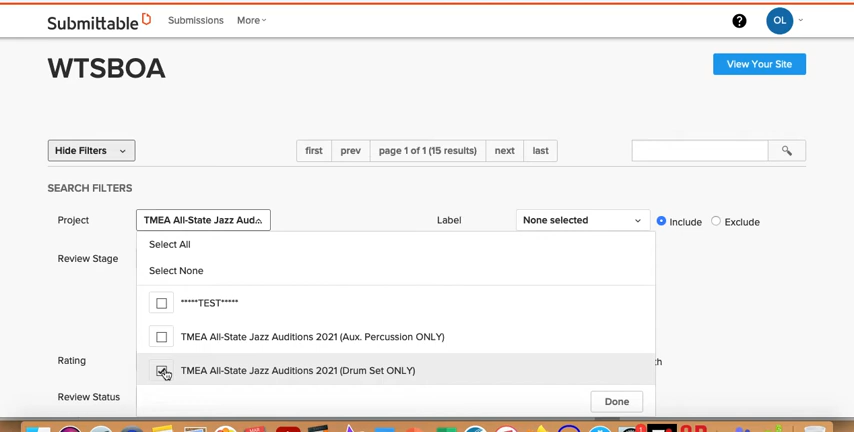 Submittable
Submissions More
? OL
WTSBOA
View Your Site
Hide Filters
first prev page 1 of 1 (15 results) next last
SEARCH FILTERS
Project TMEA All-State Jazz Aud... Label None selected Include Exclude
Select All
Review Stage
Select None
*****TEST*****
TMEA All-State Jazz Auditions 2021 (Aux. Percussion ONLY)
Rating
TMEA All-State Jazz Auditions 2021 (Drum Set ONLY)
Review Status
Done